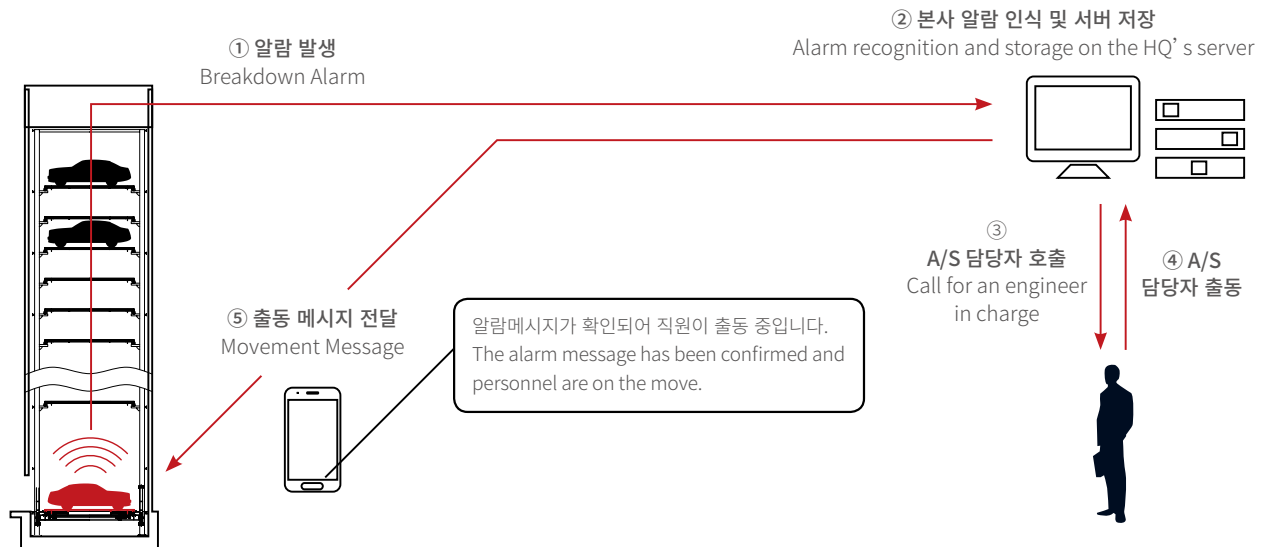 ① 알람 발생
Breakdown Alarm
② 본사 알람 인식 및 서버 저장
Alarm recognition and storage on the HQ’s server
③
A/S 담당자 호출
Call for an engineer
in charge
④ A/S
담당자 출동
⑤ 출동 메시지 전달
Movement Message
알람메시지가 확인되어 직원이 출동 중입니다.
The alarm message has been confirmed and
personnel are on the move.